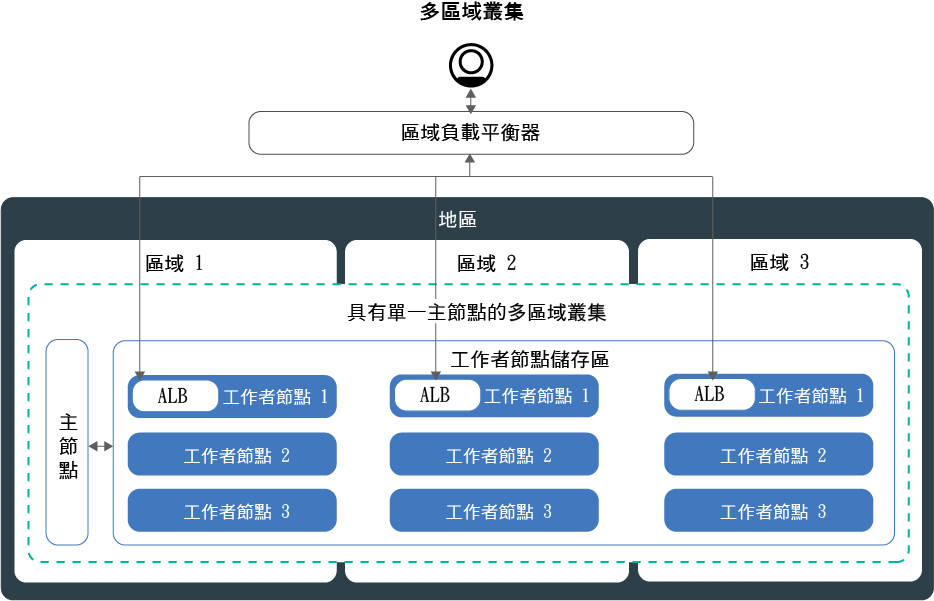 多區域叢集
區域負載平衡器
地區
區域 1
區域 2
區域 3
具有單一主節點的多區域叢集
工作者節點儲存區
主節點
ALB 工作者節點 1
ALB 工作者節點 1
ALB 工作者節點 1
工作者節點 2
工作者節點 2
工作者節點 2
工作者節點 3
工作者節點 3
工作者節點 3